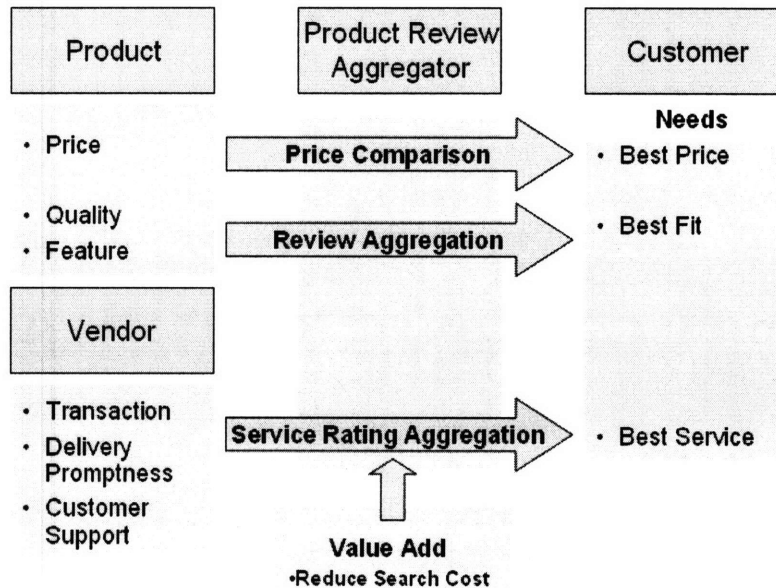 Product
Product Review
Aggregator
Customer
Needs
• Price
Price Comparison
• Best Price
• Quality
• Feature
Review Aggregation
• Best Fit
Vendor
• Transaction
• Delivery
Promptness
• Customer
Support
Service Rating Aggregation
• Best Service
Value Add
•Reduce Search Cost